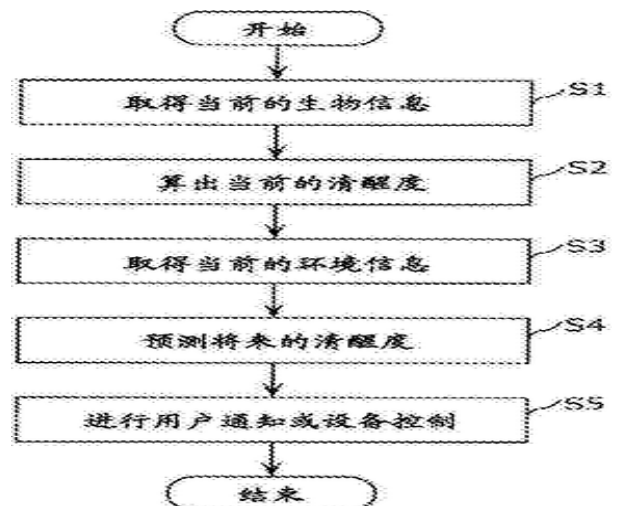 开始
取得当前的生物信息 S1
算出当前的清醒度 S2
取得当前的环境信息 S3
预测将来的清醒度 S4
进行用户通知或设备控制 S5
结束